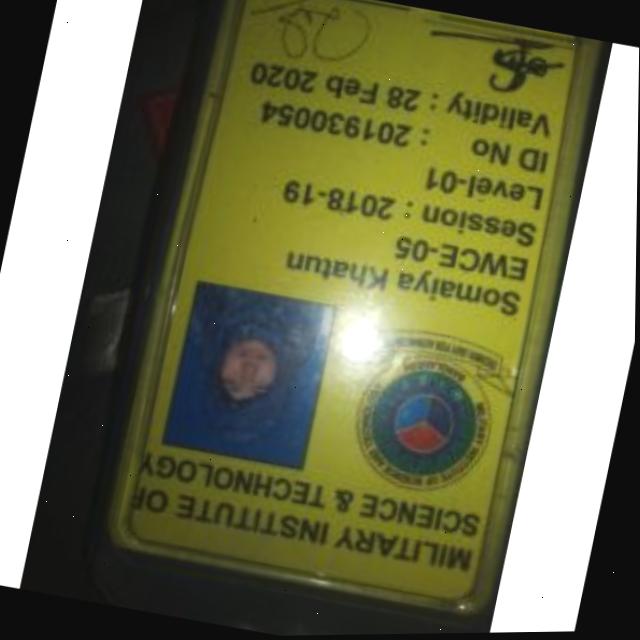 MILITARY INSTITUTE OF
SCIENCE & TECHNOLOGY
Somaiya Khatun
EWCE-05
Session : 2018-19
Level-01
ID No : 201930054
Validity : 28 Feb 2020